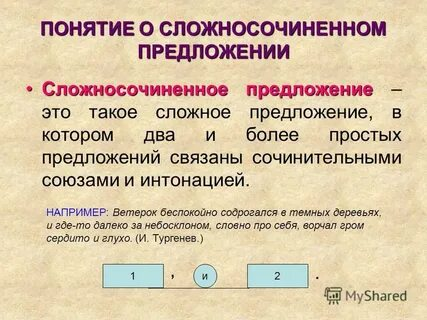 ПОНЯТИЕ О СЛОЖНОСОЧИНЕННОМ
ПРЕДЛОЖЕНИИ
• Сложносочиненное предложение –
это такое сложное предложение, в
котором два и более простых
предложений связаны сочинительными
союзами и интонацией.
НАПРИМЕР: Ветерок беспокойно содрогался в темных деревьях,
и где-то далеко за небосклоном, словно про себя, ворчал гром
сердито и глухо. (И. Тургенев.)
1 , и 2 .
MyShared